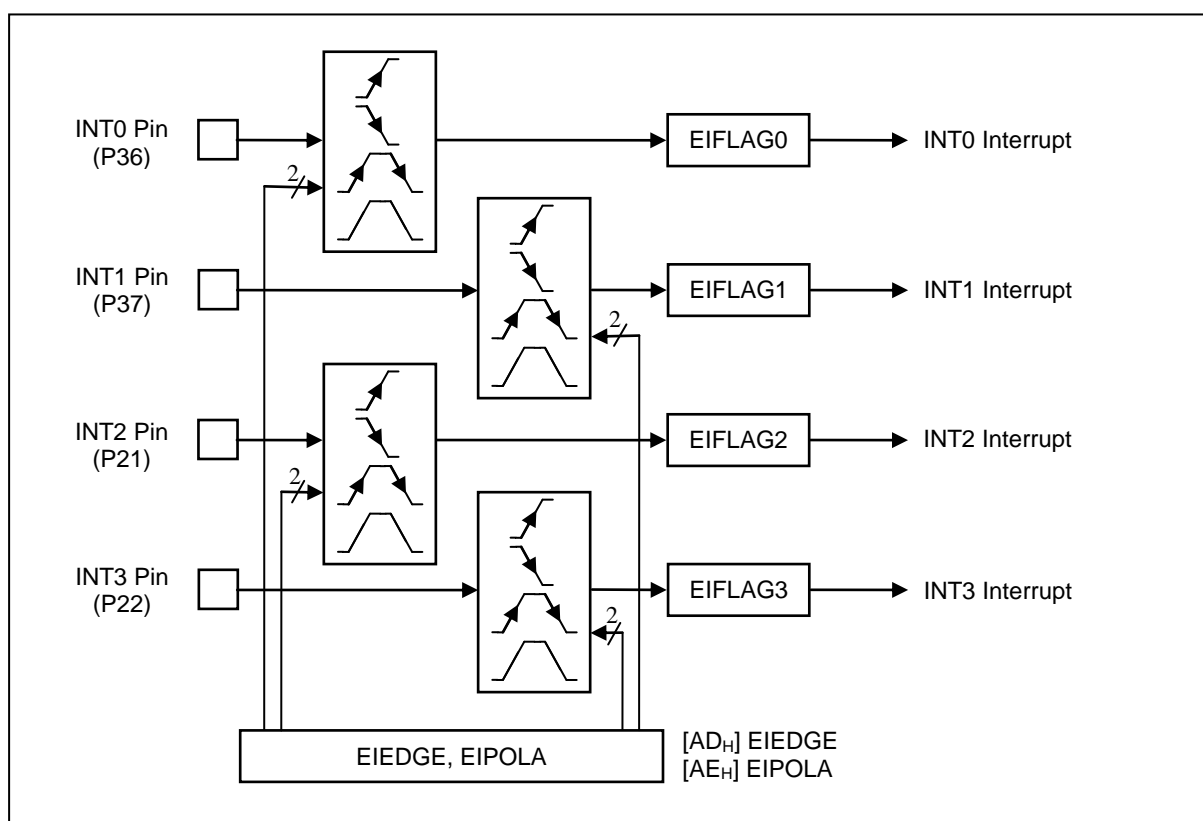 INT0 Pin
(P36)
2
EIFLAG0
INT0 Interrupt
INT1 Pin
(P37)
EIFLAG1
INT1 Interrupt
2
INT2 Pin
(P21)
EIFLAG2
INT2 Interrupt
2
INT3 Pin
(P22)
EIFLAG3
INT3 Interrupt
2
EIEDGE, EIPOLA
[ADH] EIEDGE
[AEH] EIPOLA